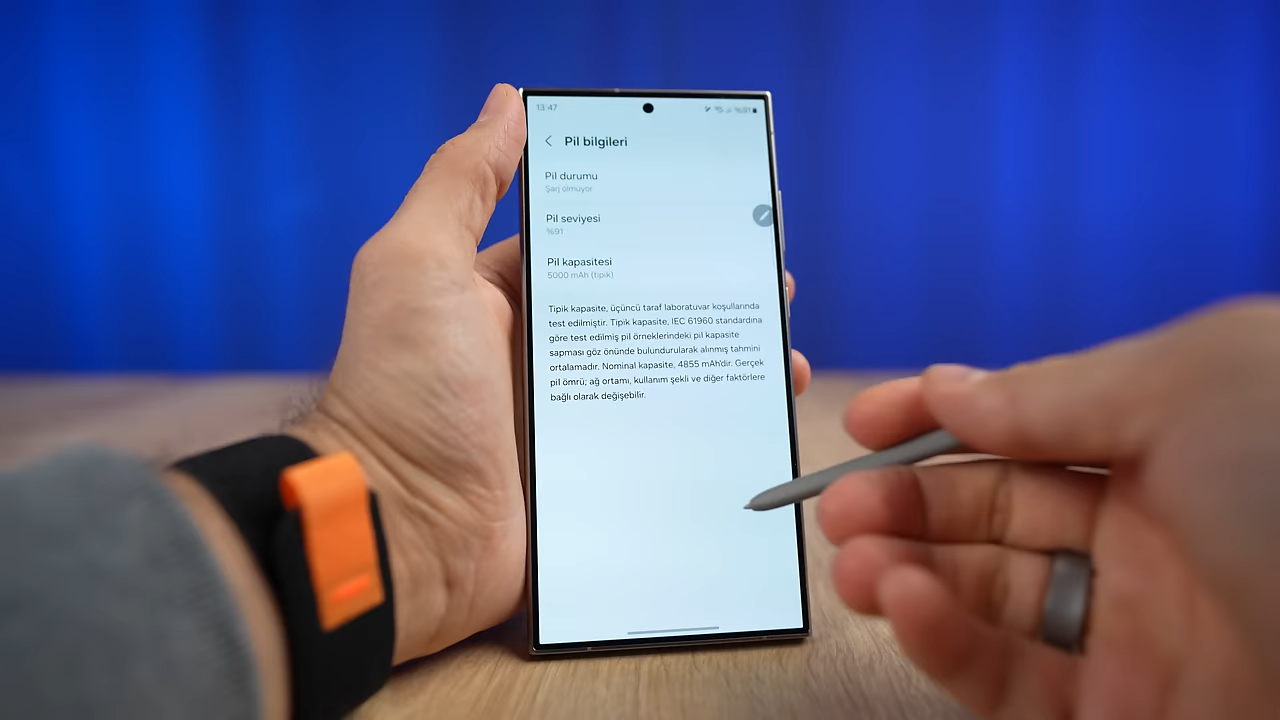 13:47
%91
Pil bilgileri
Pil durumu
Şarj olmuyor
Pil seviyesi
%91
Pil kapasitesi
5000 mAh (tipik)
Tipik kapasite, üçüncü taraf laboratuvar koşullarında
test edilmiştir. Tipik kapasite, IEC 61960 standardına
göre test edilmiş pil örneklerindeki pil kapasite
sapması göz önünde bulundurularak alınmış tahmini
ortalamadır. Nominal kapasite, 4855 mAh'dir. Gerçek
pil ömrü; ağ ortamı, kullanım şekli ve diğer faktörlere
bağlı olarak değişebilir.